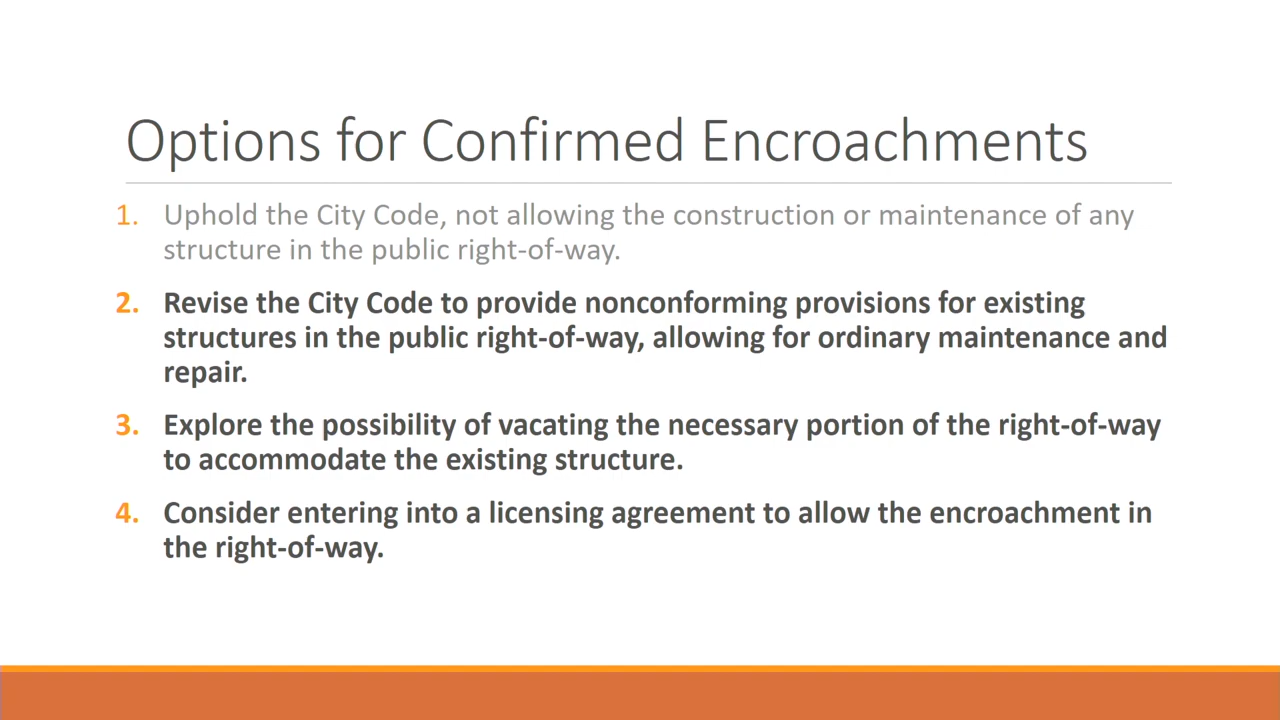 Options for Confirmed Encroachments
1. Uphold the City Code, not allowing the construction or maintenance of any
structure in the public right-of-way.
2. Revise the City Code to provide nonconforming provisions for existing
structures in the public right-of-way, allowing for ordinary maintenance and
repair.
3. Explore the possibility of vacating the necessary portion of the right-of-way
to accommodate the existing structure.
4. Consider entering into a licensing agreement to allow the encroachment in
the right-of-way.